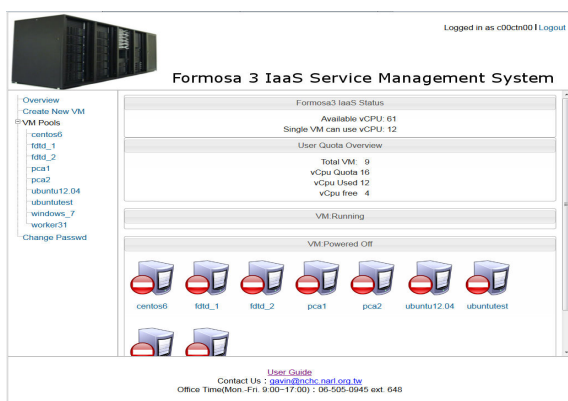 Logged in as c00ctn00 | Logout
Formosa 3 IaaS Service Management System
Overview
Create New VM
VM Pools
centos6
fdtd_1
fdtd_2
pca1
pca2
ubuntu12.04
ubuntutest
windows_7
worker31
Change Passwd
Formosa3 IaaS Status
Available vCPU: 61
Single VM can use vCPU: 12
User Quota Overview
Total VM: 9
vCpu Quota 16
vCpu Used 12
vCpu free 4
VM:Running
VM:Powered Off
centos6 fdtd_1 fdtd_2 pca1 pca2 ubuntu12.04 ubuntutest
User Guide
Contact Us : gavin@nchc.narl.org.tw
Office Time(Mon.-Fri. 9:00~17:00) : 06-505-0945 ext. 648